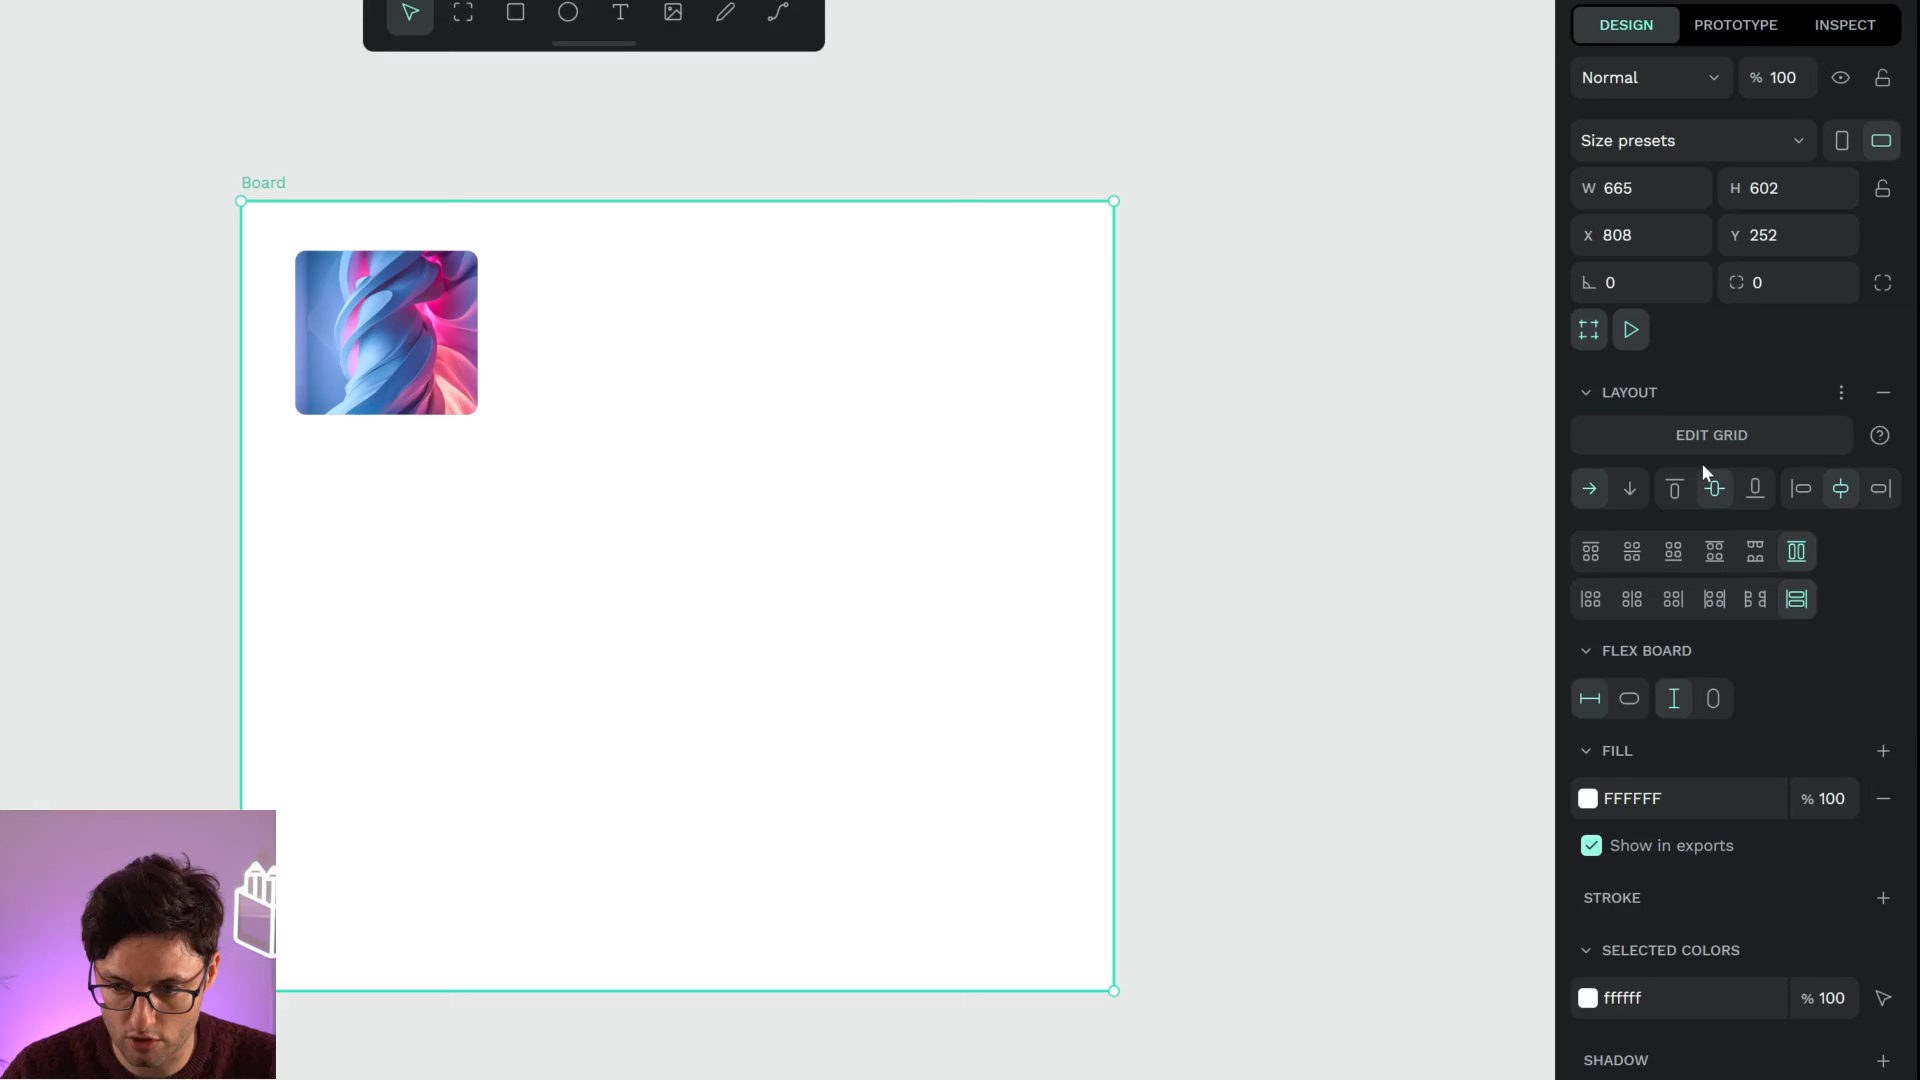 DESIGN PROTOTYPE INSPECT
Normal % 100
Size presets
W 665 H 602
X 808 Y 252
0 0
LAYOUT
EDIT GRID
FLEX BOARD
FILL
FFFFFF % 100
Show in exports
STROKE
SELECTED COLORS
ffffff % 100
SHADOW
T
Board